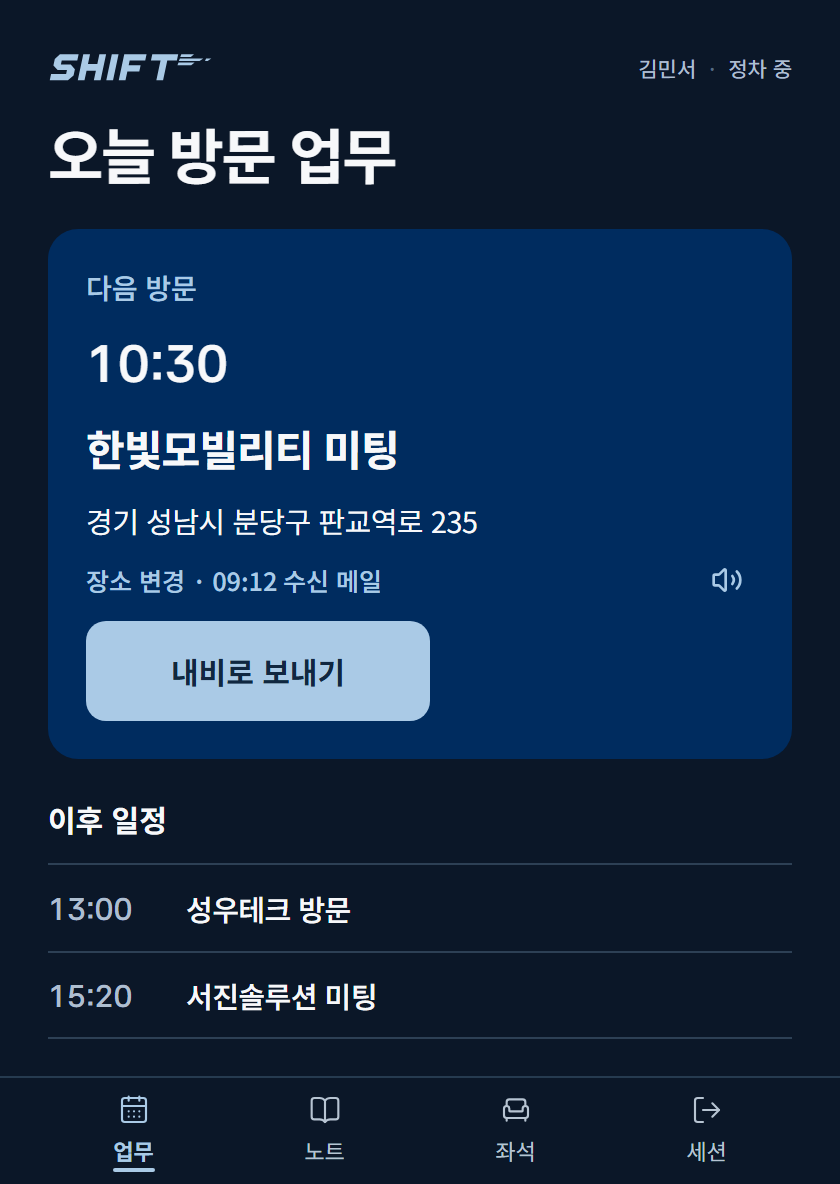 SHIFT
김민서 · 정차 중
오늘 방문 업무
다음 방문
10:30
한빛모빌리티 미팅
경기 성남시 분당구 판교역로 235
장소 변경 · 09:12 수신 메일
내비로 보내기
이후 일정
13:00 성우테크 방문
15:20 서진솔루션 미팅
업무 노트 좌석 세션